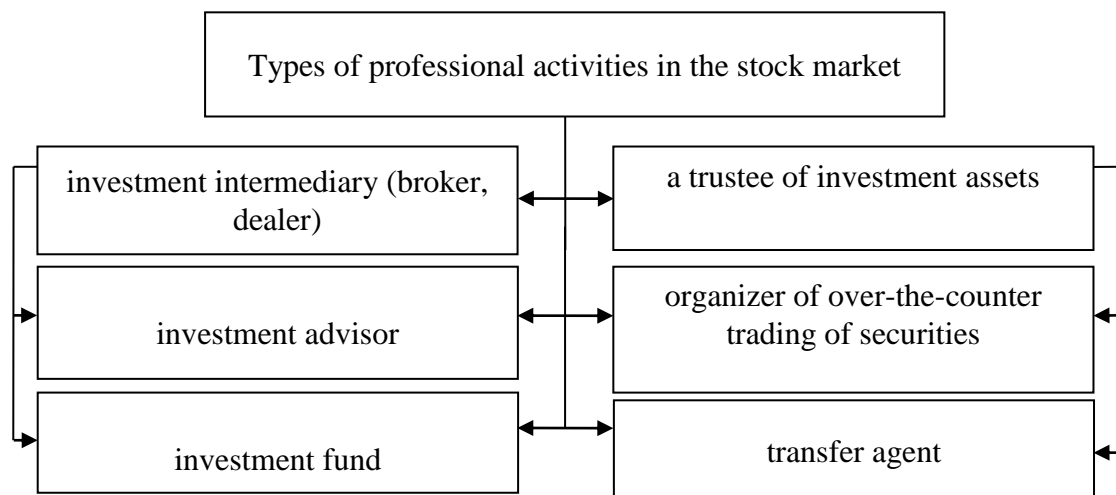 Types of professional activities in the stock market
investment intermediary (broker,
dealer)
a trustee of investment assets
investment advisor
organizer of over-the-counter
trading of securities
investment fund
transfer agent